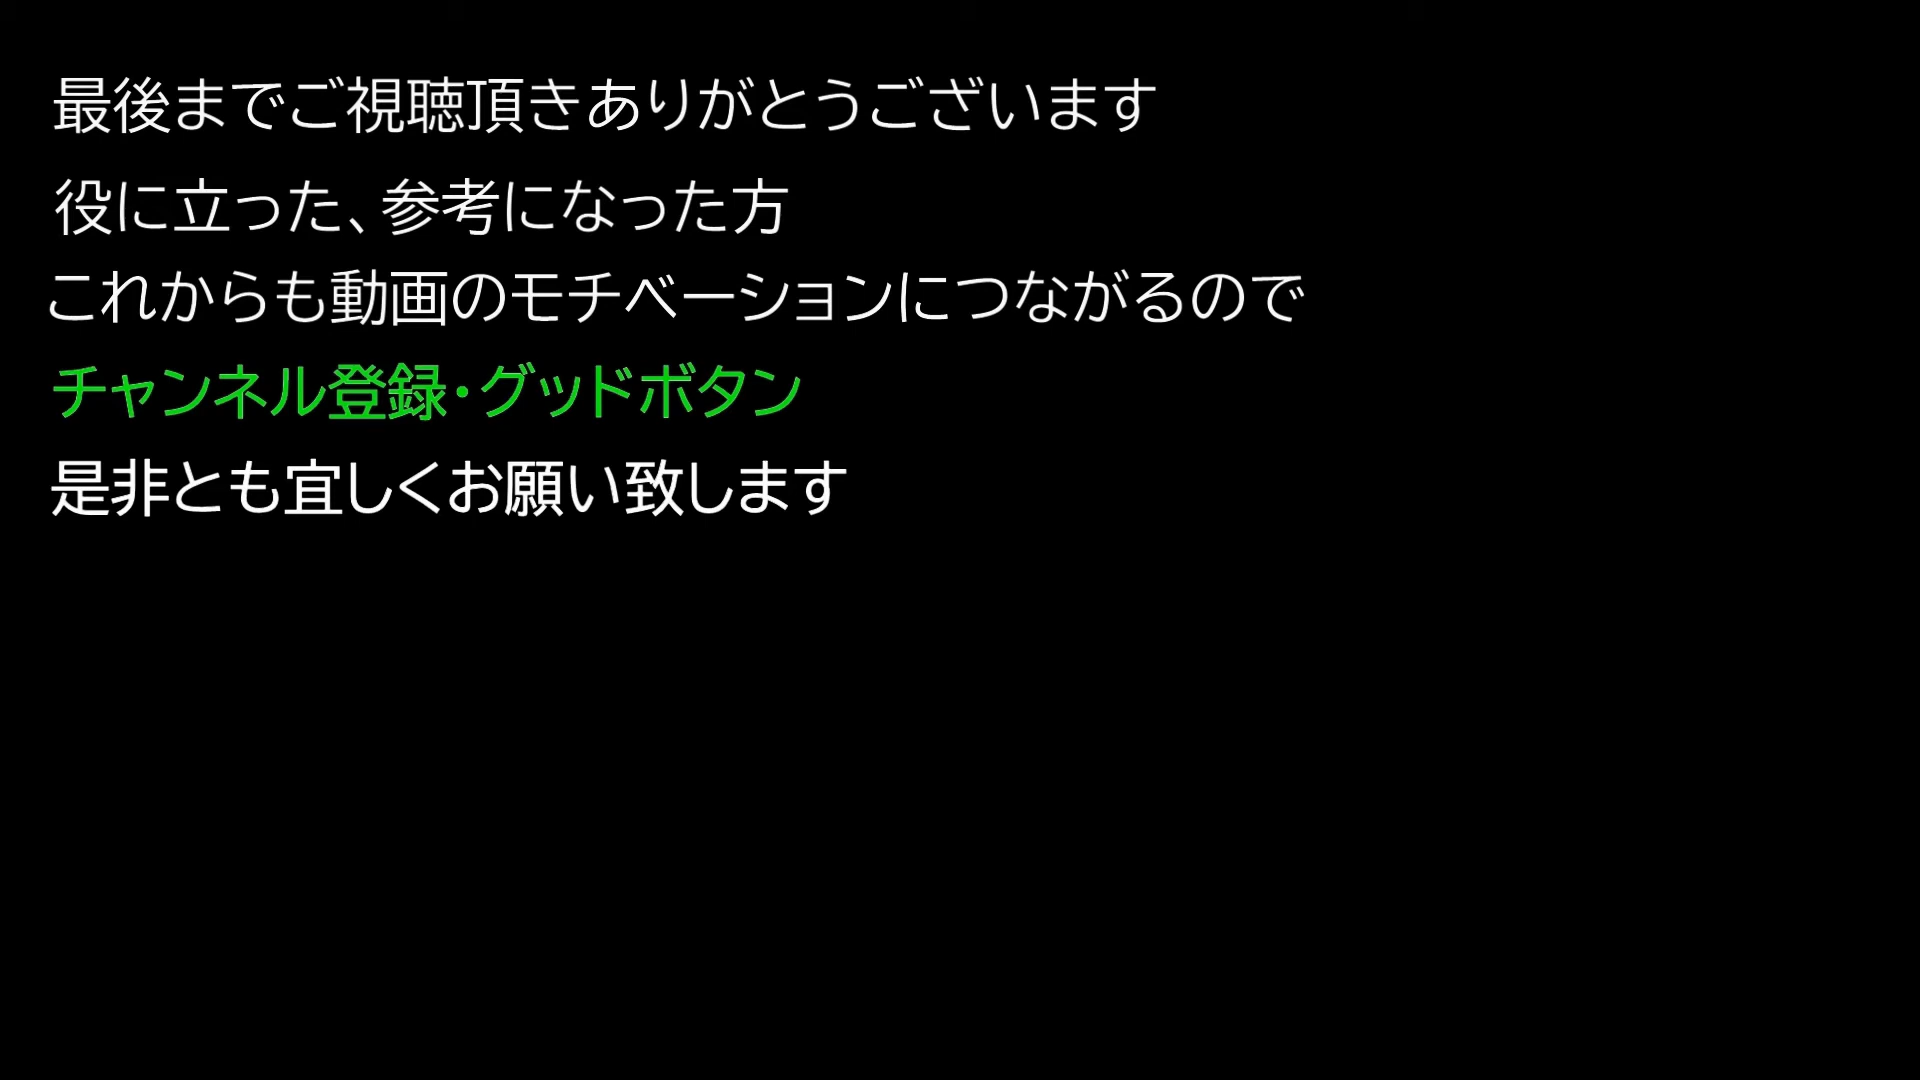 最後までご視聴頂きありがとうございます
役に立った、参考になった方
これからも動画のモチベーションにつながるので
チャンネル登録・グッドボタン
是非とも宜しくお願い致します